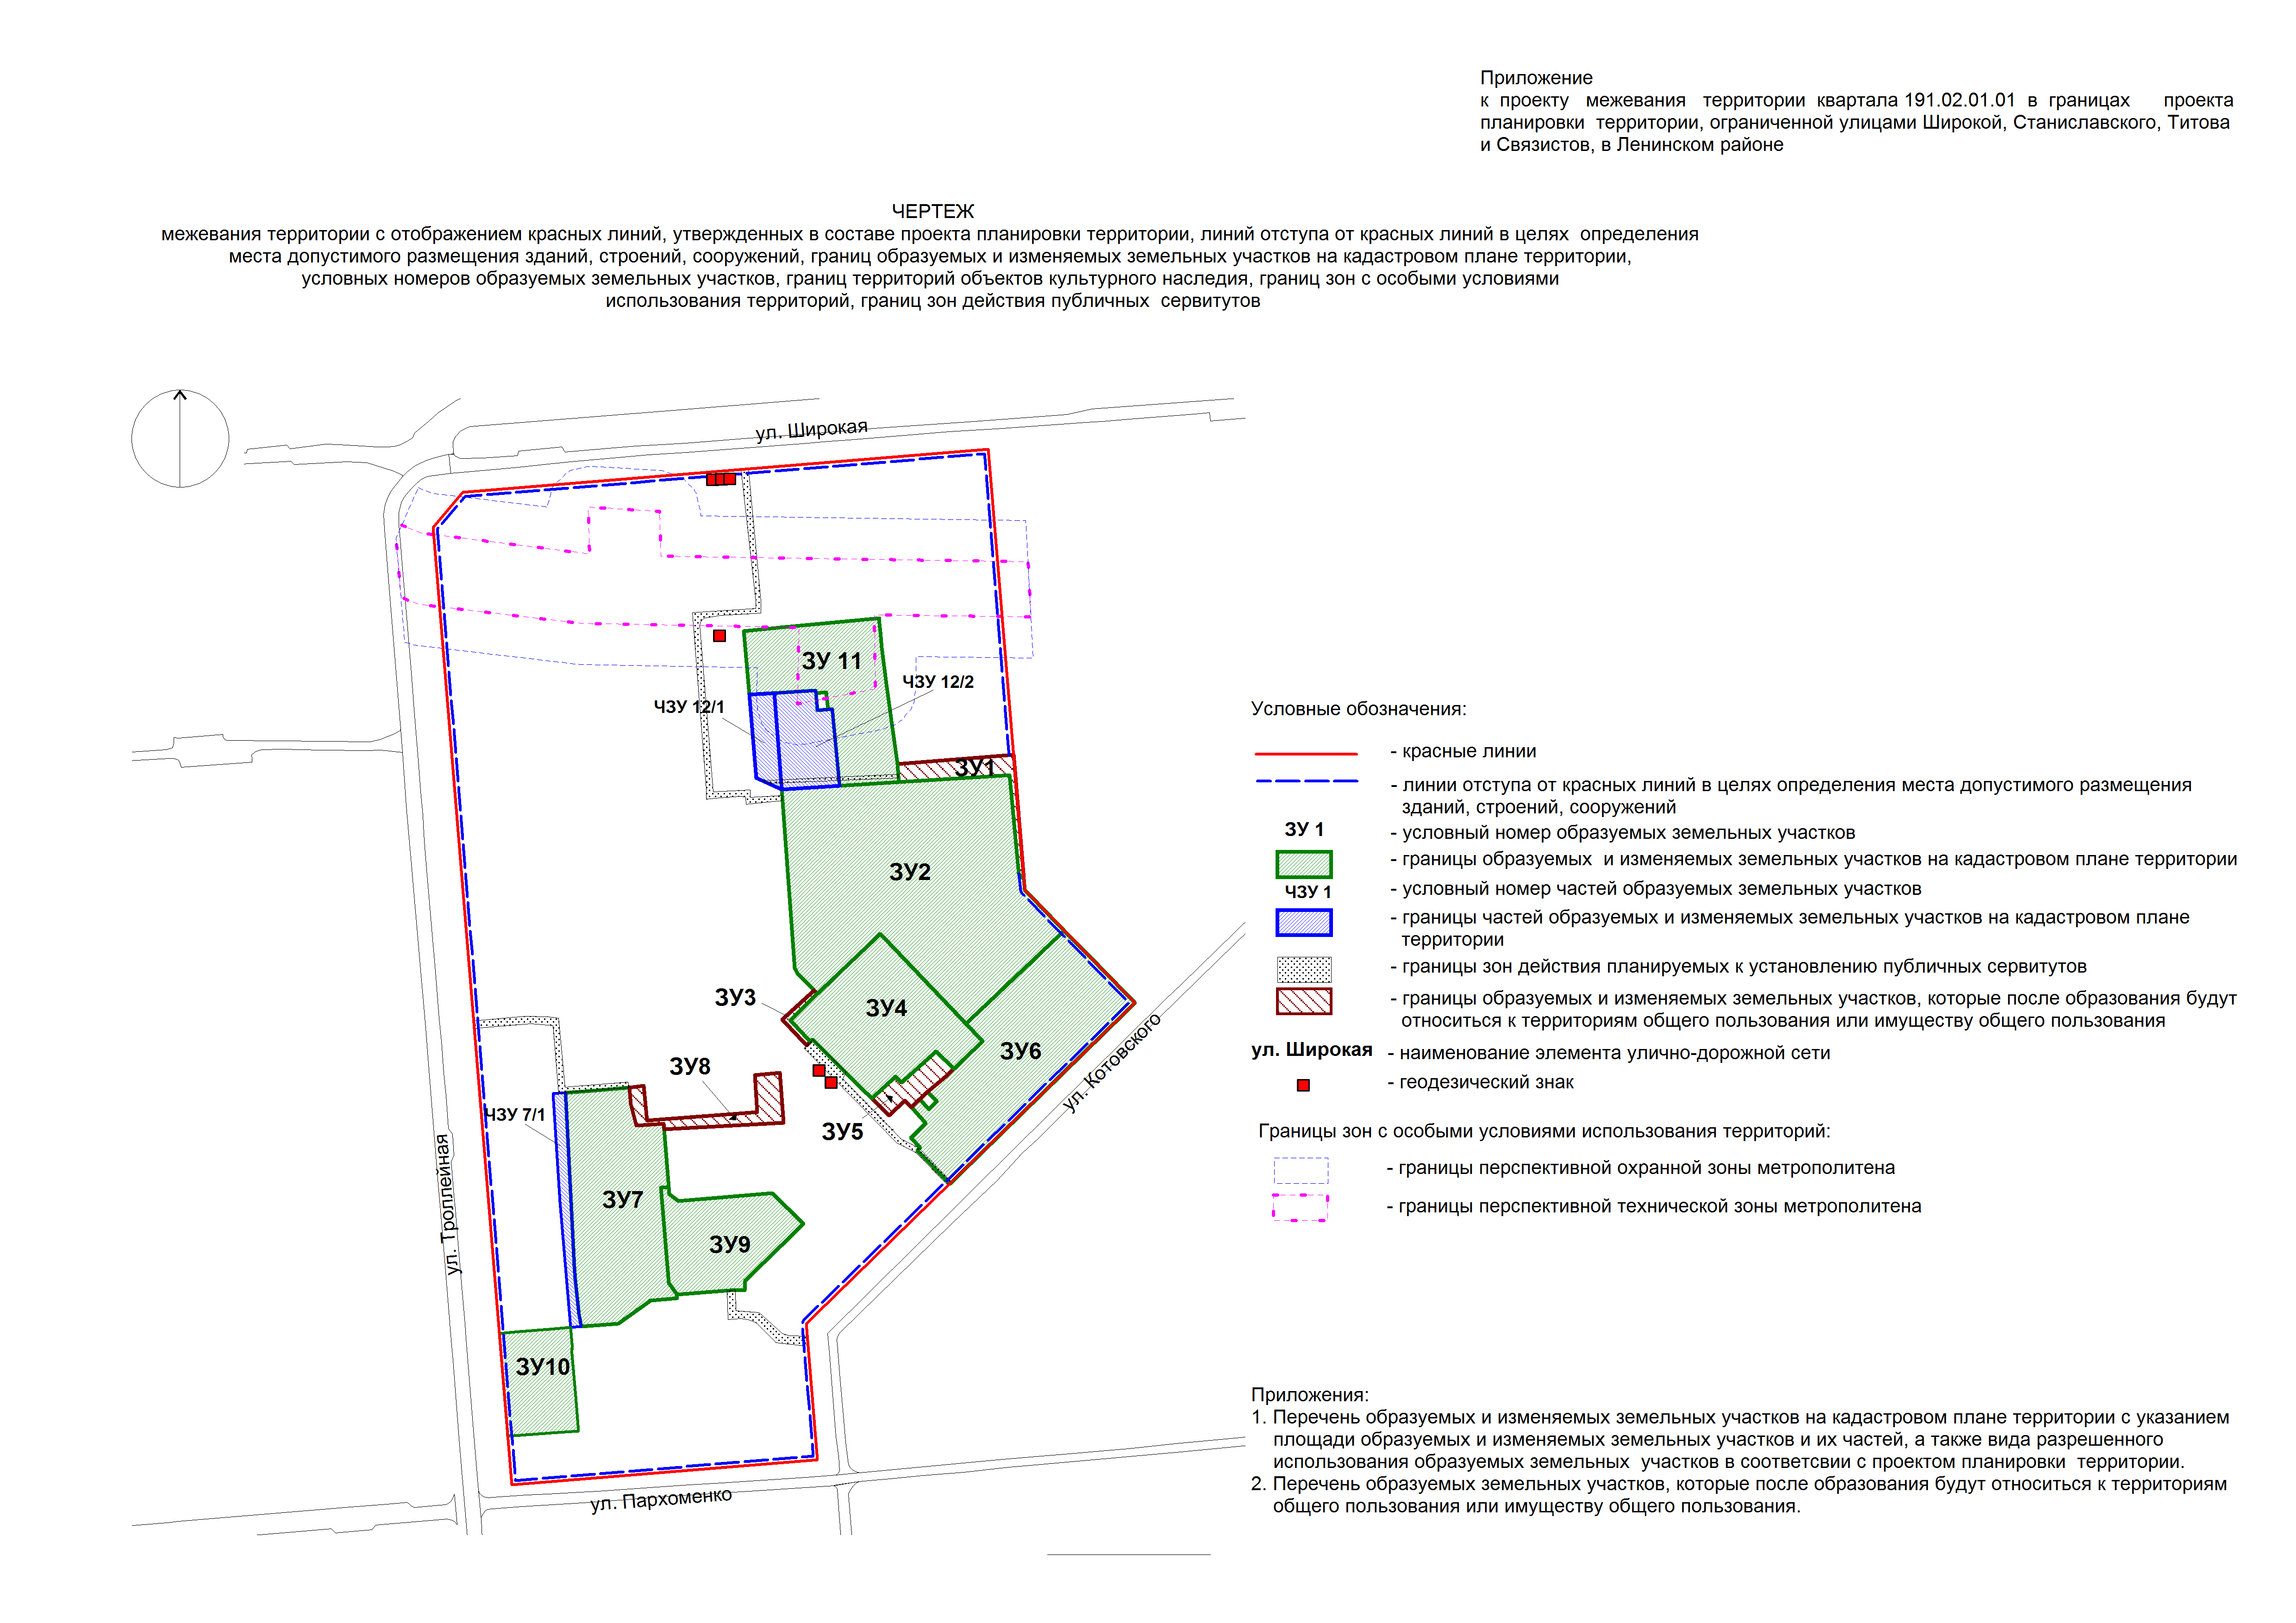 Приложение
к проекту межевания территории квартала 191.02.01.01 в границах проекта
планировки территории, ограниченной улицами Широкой, Станиславского, Титова
и Связистов, в Ленинском районе
ЧЕРТЕЖ
межевания территории с отображением красных линий, утвержденных в составе проекта планировки территории, линий отступа от красных линий в целях определения
места допустимого размещения зданий, строений, сооружений, границ образуемых и изменяемых земельных участков на кадастровом плане территории,
условных номеров образуемых земельных участков, границ территорий объектов культурного наследия, границ зон с особыми условиями
использования территорий, границ зон действия публичных сервитутов
ул. Широкая
ЗУ 11
ЧЗУ 12/2
ЧЗУ 12/1
ЗУ1
ЗУ2
ЗУ3
ЗУ4
ЗУ6
ул. Котовского
ЗУ8
ЧЗУ 7/1
ЗУ5
ул. Троллейная
ЗУ7
ЗУ9
ЗУ10
ул. Пархоменко
Условные обозначения:
- красные линии
- линии отступа от красных линий в целях определения места допустимого размещения
зданий, строений, сооружений
ЗУ 1 - условный номер образуемых земельных участков
- границы образуемых и изменяемых земельных участков на кадастровом плане территории
ЧЗУ 1 - условный номер частей образуемых земельных участков
- границы частей образуемых и изменяемых земельных участков на кадастровом плане
территории
- границы зон действия планируемых к установлению публичных сервитутов
- границы образуемых и изменяемых земельных участков, которые после образования будут
относиться к территориям общего пользования или имуществу общего пользования
ул. Широкая - наименование элемента улично-дорожной сети
- геодезический знак
Границы зон с особыми условиями использования территорий:
- границы перспективной охранной зоны метрополитена
- границы перспективной технической зоны метрополитена
Приложения:
1. Перечень образуемых и изменяемых земельных участков на кадастровом плане территории с указанием
площади образуемых и изменяемых земельных участков и их частей, а также вида разрешенного
использования образуемых земельных участков в соответсвии с проектом планировки территории.
2. Перечень образуемых земельных участков, которые после образования будут относиться к территориям
общего пользования или имуществу общего пользования.